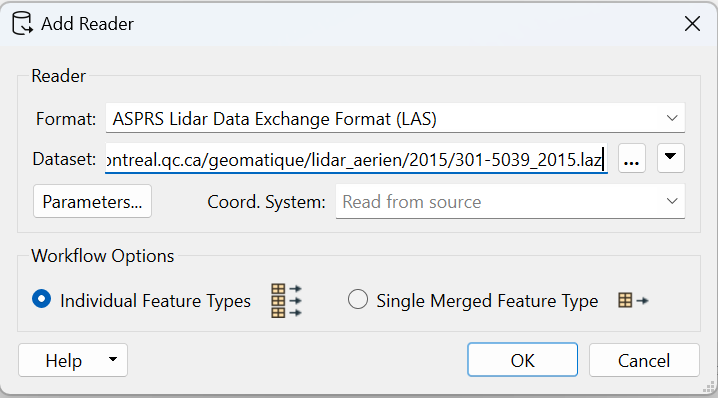 Add Reader
Reader
Format: ASPRS Lidar Data Exchange Format (LAS)
Dataset: ontreal.qc.ca/geomatique/lidar_aerien/2015/301-5039_2015.laz ...
Parameters... Coord. System: Read from source
Workflow Options
Individual Feature Types Single Merged Feature Type
Help OK Cancel